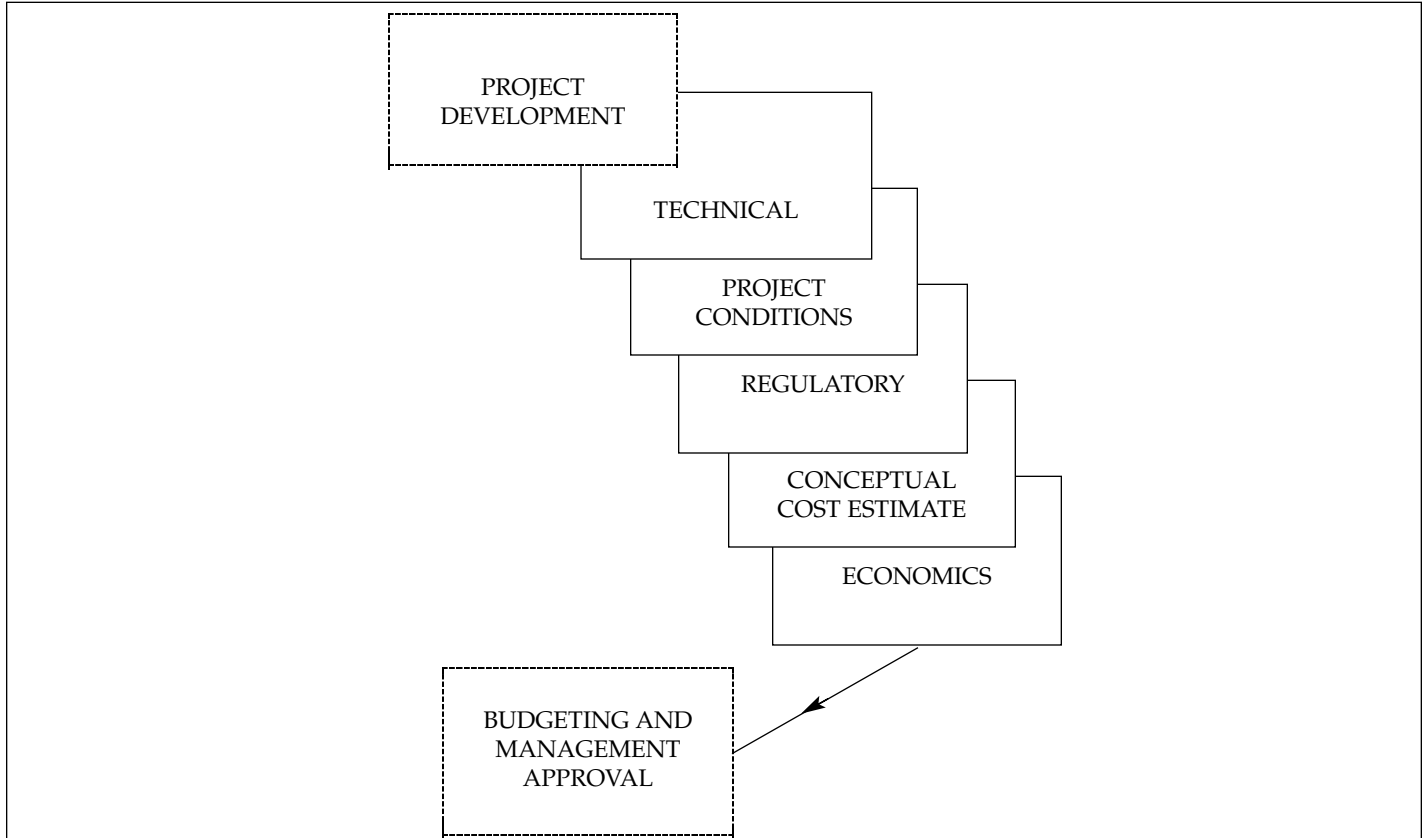 PROJECT
DEVELOPMENT
TECHNICAL
PROJECT
CONDITIONS
REGULATORY
CONCEPTUAL
COST ESTIMATE
ECONOMICS
BUDGETING AND
MANAGEMENT
APPROVAL